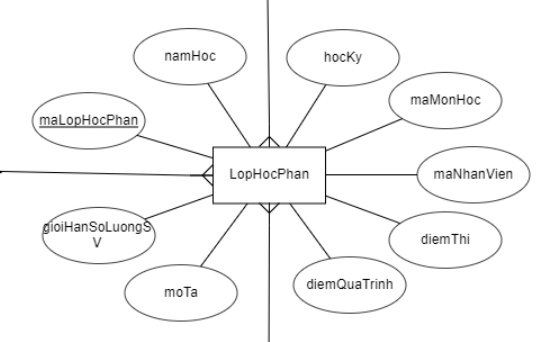 namHoc
hocKy
maMonHoc
maLopHocPhan
LopHocPhan
maNhanVien
gioiHanSoLuongS
V
diemThi
moTa
diemQuaTrinh